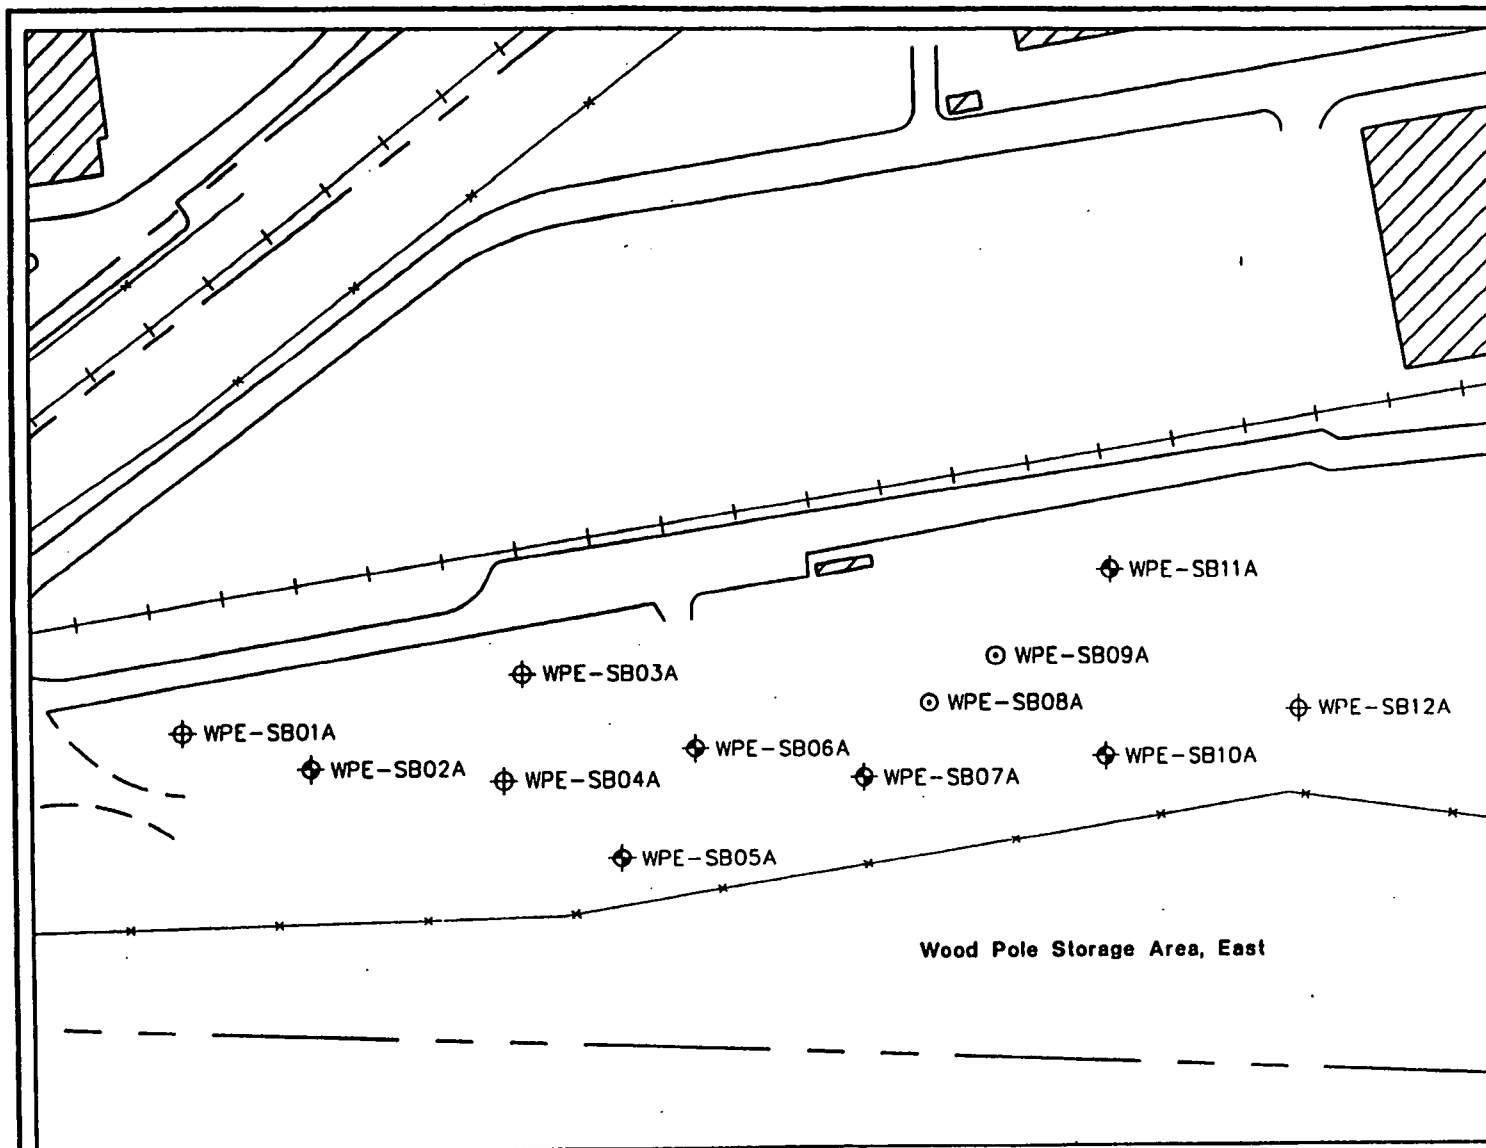 WPE-SB11A
WPE-SB09A
WPE-SB03A
WPE-SB08A
WPE-SB12A
WPE-SB01A
WPE-SB06A
WPE-SB10A
WPE-SB02A
WPE-SB04A
WPE-SB07A
WPE-SB05A
Wood Pole Storage Area, East